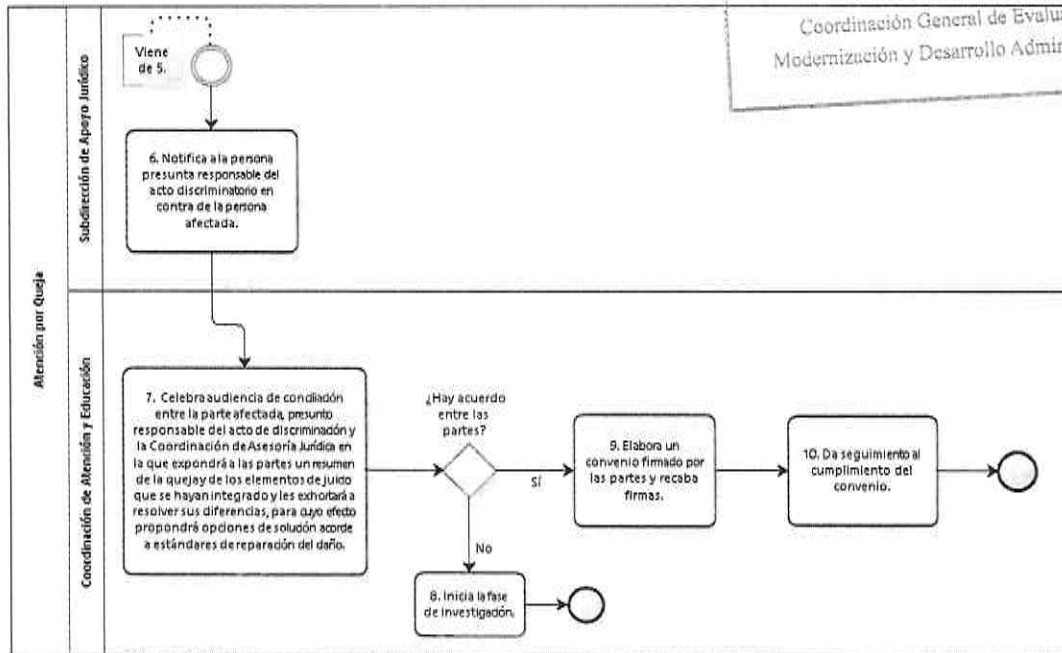 Coordinación General de
Modernización y Desarrollo
Atención por Queja
Subdirección de Apoyo Jurídico
Viene
de 5.
6. Notifica a la persona
presunta responsable del
acto discriminatorio en
contra de la persona
afectada.
Coordinación de Atención y Educación
7. Celebra audiencia de conciliación
entre la parte afectada, presunto
responsable del acto de discriminación y
la Coordinación de Asesoría Jurídica en
la que expondrá a las partes un resumen
de la queja y de los elementos de juicio
que se hayan integrado y les exhortará a
resolver sus diferencias, para cuyo efecto
propondrá opciones de solución acorde
a estándares de reparación del daño.
¿Hay acuerdo
entre las
partes?
Sí
No
8. Inicia la fase
de investigación.
9. Elabora un
convenio firmado por
las partes y recaba
firmas.
10. Da seguimiento al
cumplimiento del
convenio.